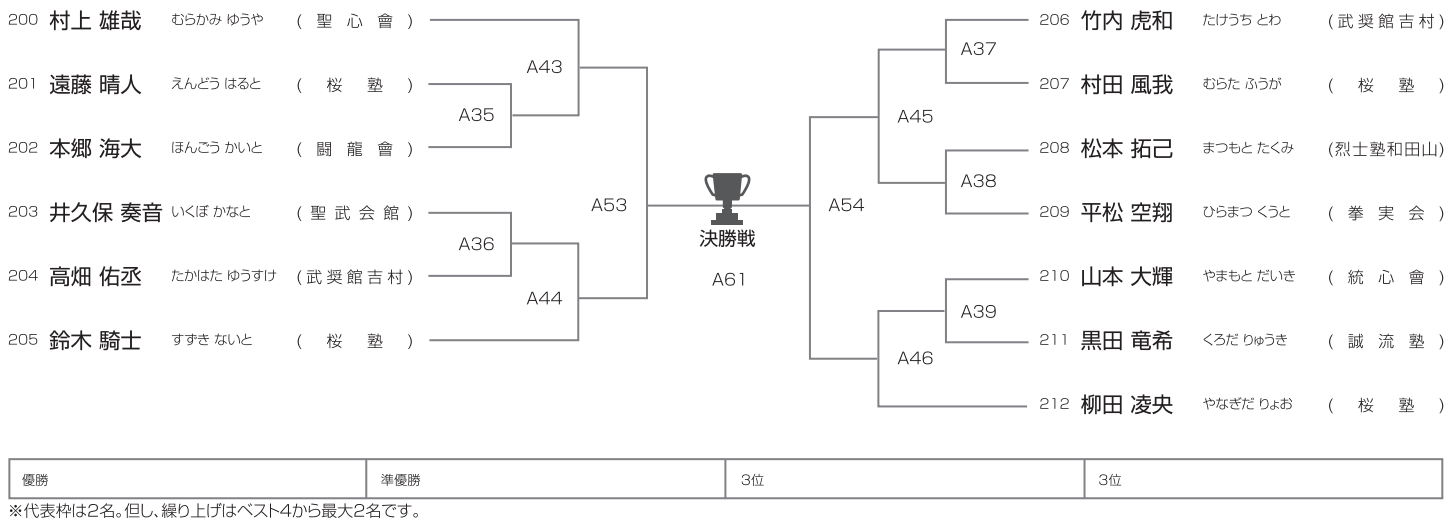 200 村上 雄哉 むらかみ ゆうや (聖心會)
201 遠藤 晴人 えんどう はると (桜塾)
202 本郷 海大 ほんごう かいと (闘龍會)
203 井久保 奏音 いくぼ かなと (聖武会館)
204 高畑 佑丞 たかはた ゆうすけ (武奨館吉村)
205 鈴木 騎士 すずき ないと (桜塾)
A43
A35
A53
A36
A44
決勝戦
A61
A37
A45
A38
A54
A39
A46
206 竹内 虎和 たけうち とわ (武奨館吉村)
207 村田 風我 むらた ふうが (桜塾)
208 松本 拓己 まつもと たくみ (烈士塾和田山)
209 平松 空翔 ひらまつ くうと (拳実会)
210 山本 大輝 やまもと だいき (統心會)
211 黒田 竜希 くろだ りゅうき (誠流塾)
212 柳田 凌央 やなぎだ りょお (桜塾)
優勝 準優勝 3位 3位
※代表枠は2名。但し、繰り上げはベスト4から最大2名です。